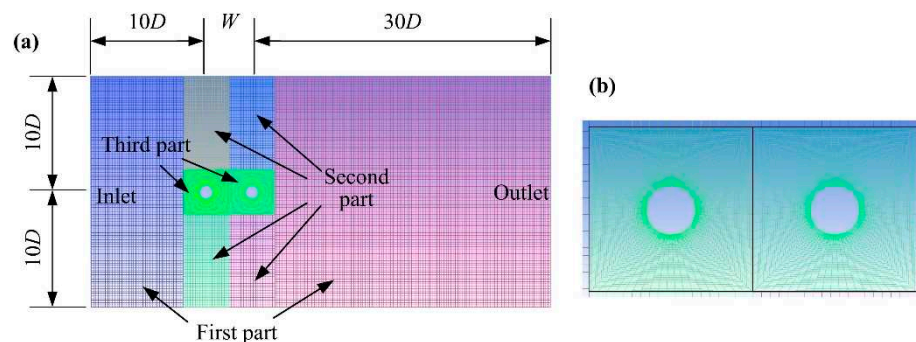 10D
W
30D
(a)
(b)
10D
Third part
Second
part
Inlet
Outlet
10D
First part